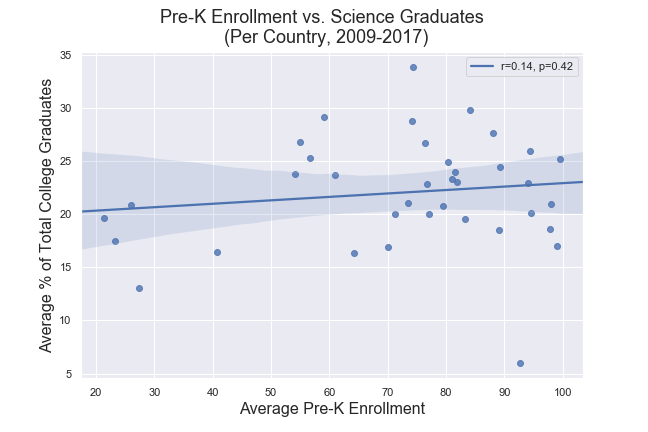 Pre-K Enrollment vs. Science Graduates
(Per Country, 2009-2017)
r=0.14, p=0.42
Average % of Total College Graduates
35
30
25
20
15
10
5
20 30 40 50 60 70 80 90 100
Average Pre-K Enrollment